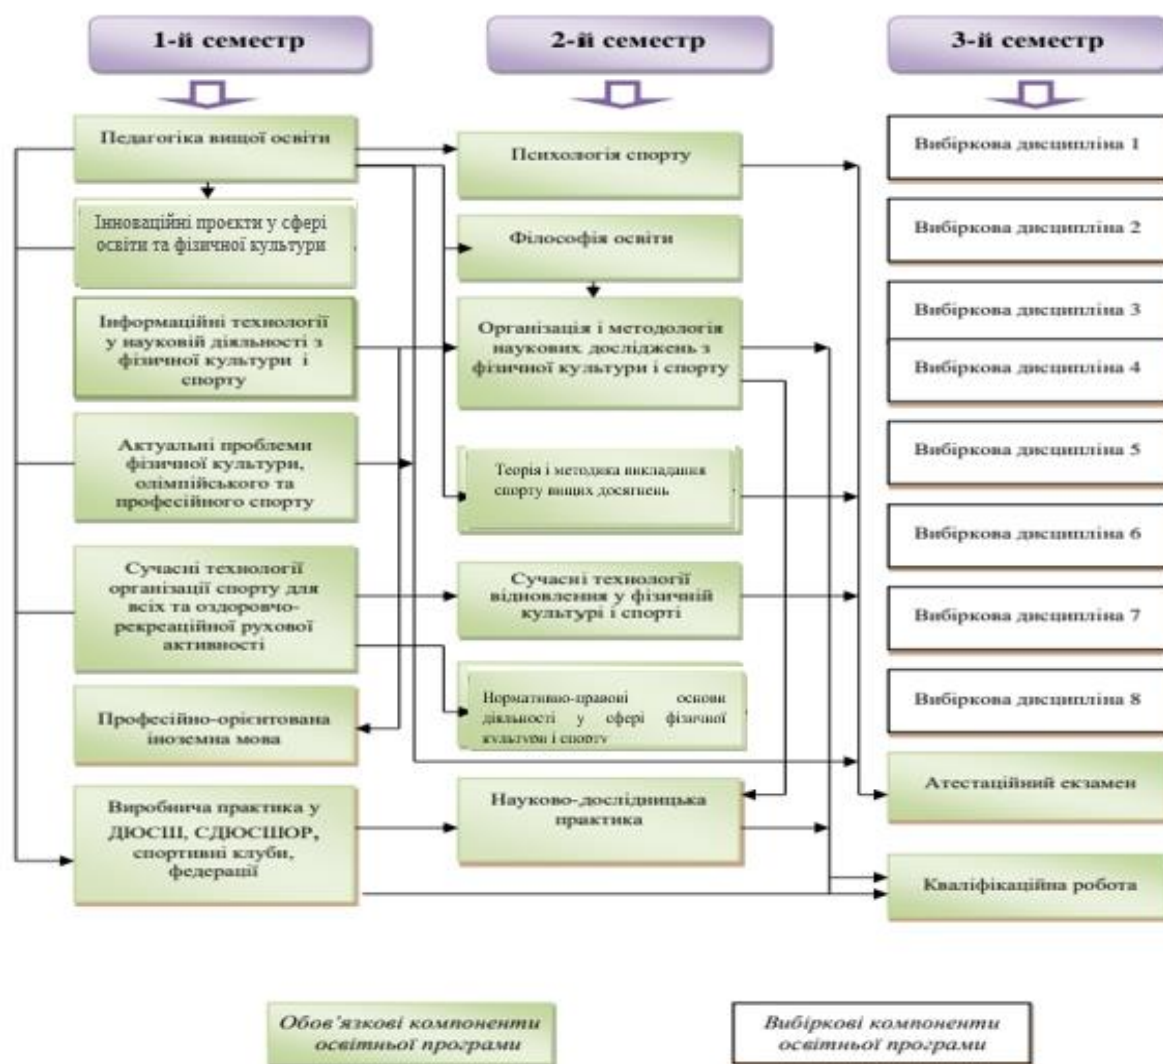 1-й семестр
2-й семестр
3-й семестр
Педагогіка вищої освіти
Інноваційні проєкти у сфері
освіти та фізичної культури
Інформаційні технології
у науковій діяльності з
фізичної культури і
спорту
Актуальні проблеми
фізичної культури,
олімпійського та
професійного спорту
Сучасні технології
організації спорту для
всіх та оздоровчо-
рекреаційної рухової
активності
Професійно-орієнтована
іноземна мова
Виробнича практика у
ДЮСШ, СДЮСШОР,
спортивні клуби,
федерації
Психологія спорту
Філософія освіти
Організація і методологія
наукових досліджень з
фізичної культури і спорту
Теорія і методика викладання
спорту вищих досягнень
Сучасні технології
відновлення у фізичній
культурі і спорті
Нормативно-правові основи
діяльності у сфері фізичної
культури і спорту
Науково-дослідницька
практика
Вибіркова дисципліна 1
Вибіркова дисципліна 2
Вибіркова дисципліна 3
Вибіркова дисципліна 4
Вибіркова дисципліна 5
Вибіркова дисципліна 6
Вибіркова дисципліна 7
Вибіркова дисципліна 8
Атестаційний екзамен
Кваліфікаційна робота
Обов’язкові компоненти
освітньої програми
Вибіркові компоненти
освітньої програми